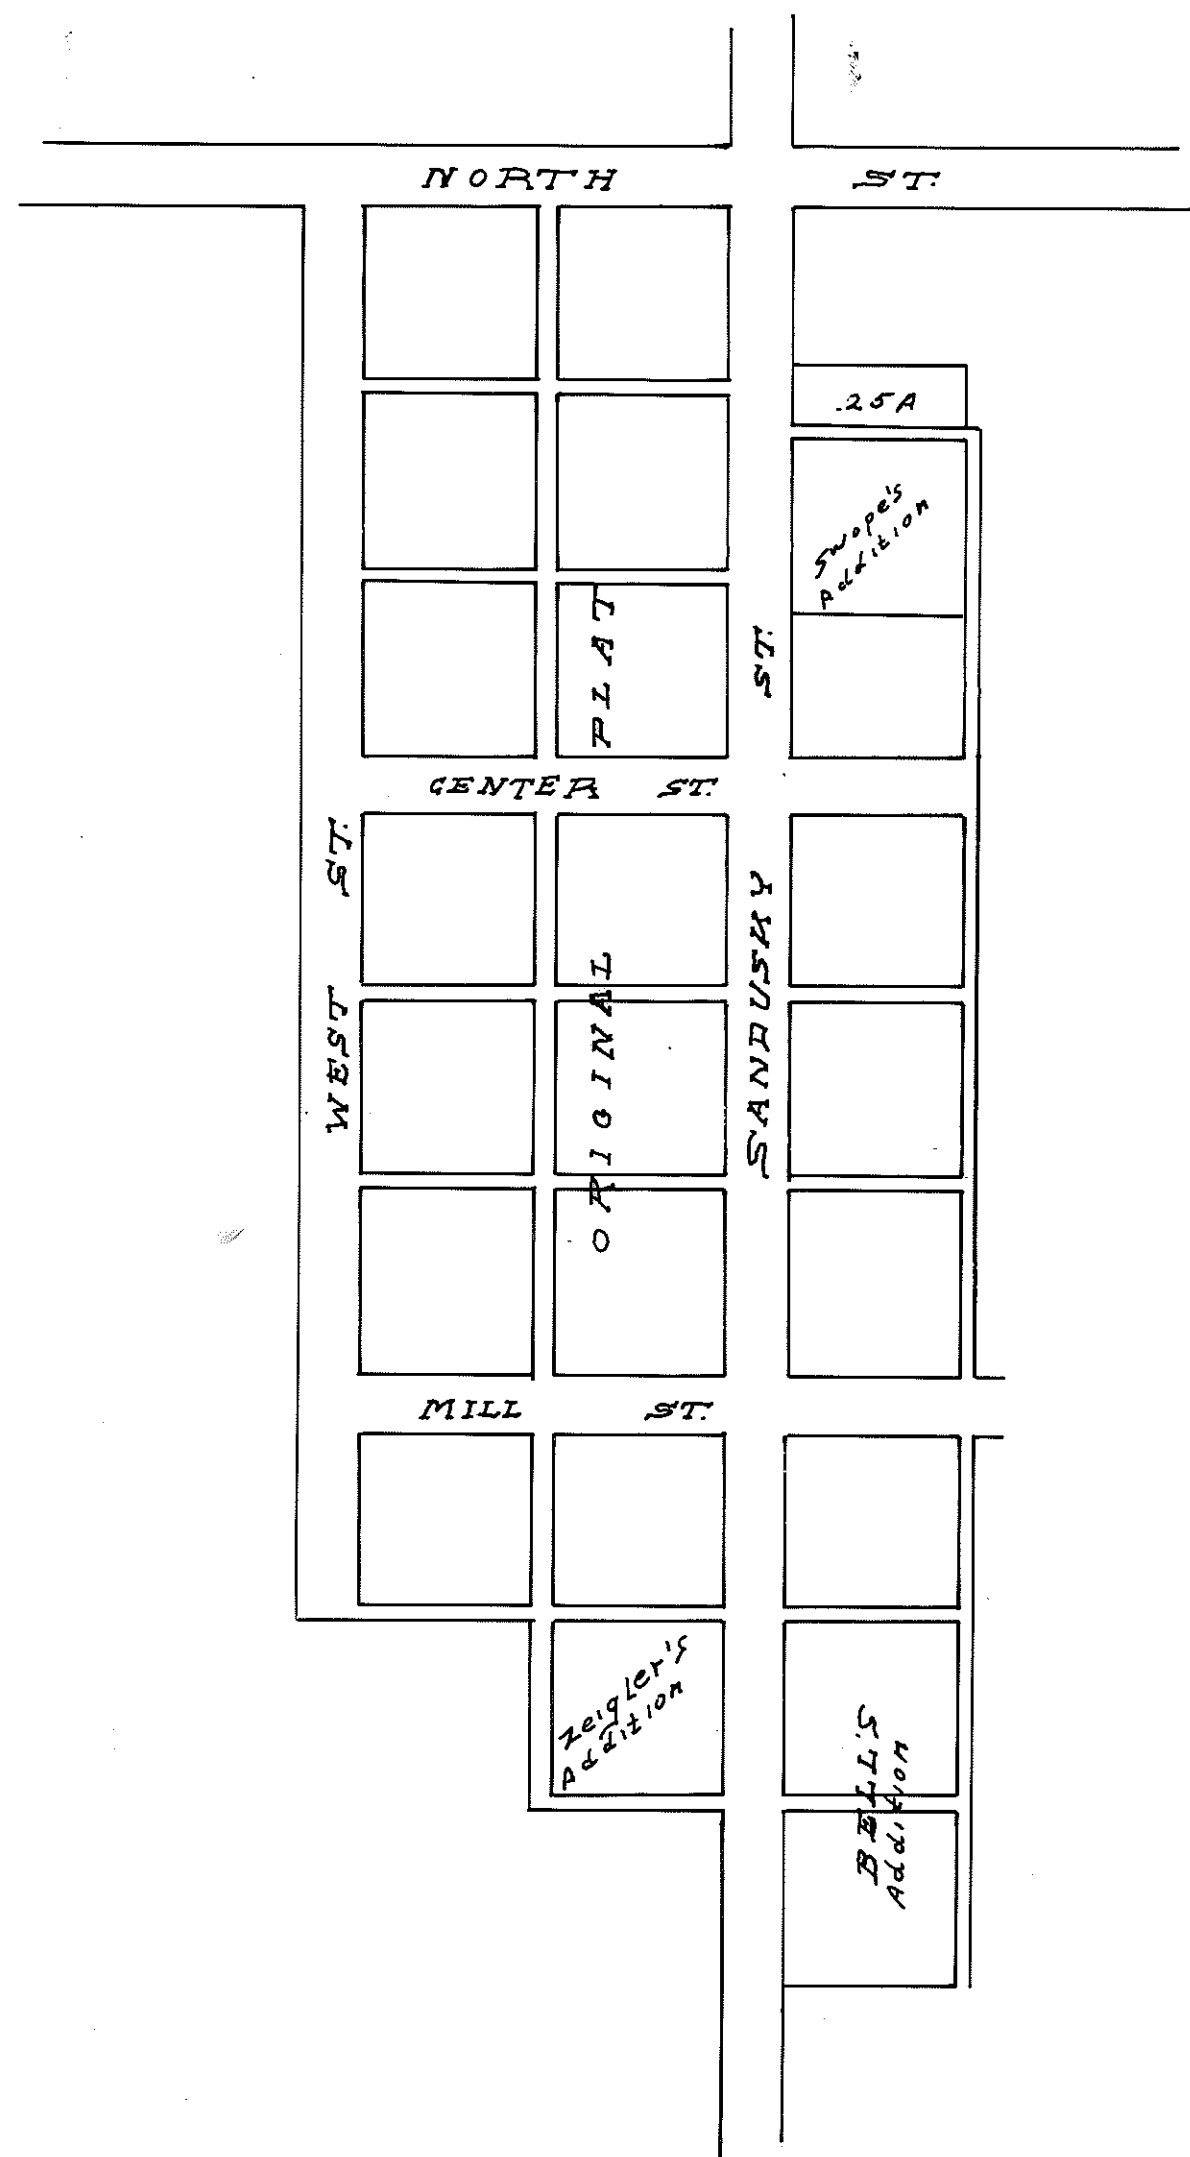 NORTH ST.
.25A
Swope's
Addition
PLAT
ST.
CENTER ST.
ST.
WEST
ORIGINAL
SANDUSKY
MILL ST.
Zeigler's
Addition
BELL'S
Addition